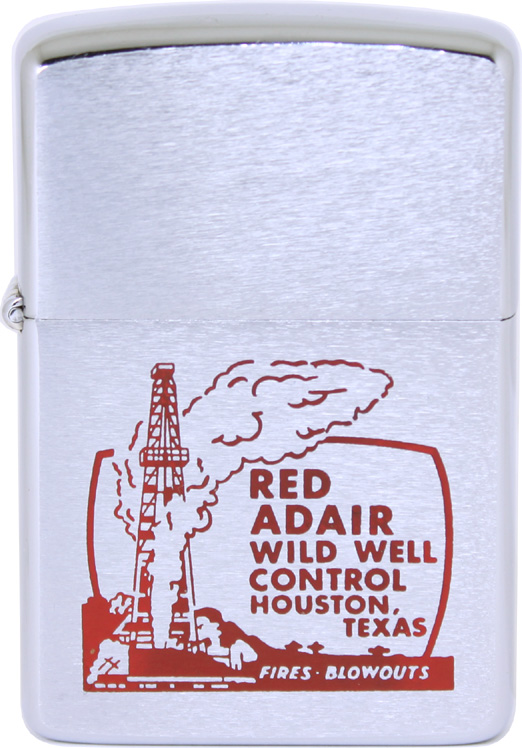 RED
ADAIR
WILD WELL
CONTROL
HOUSTON,
TEXAS
FIRES · BLOWOUTS